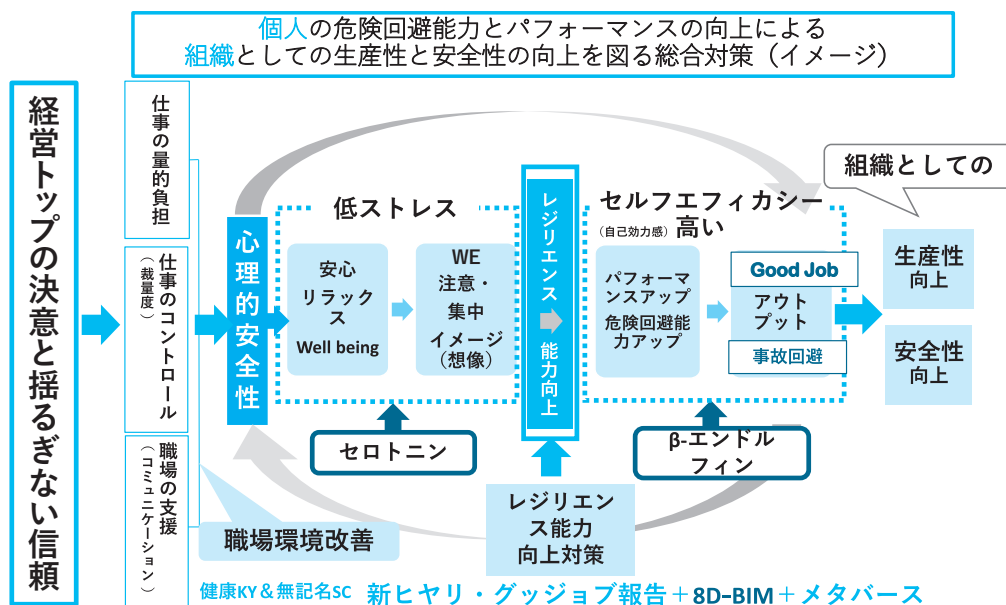 個人の危険回避能力とパフォーマンスの向上による
組織としての生産性と安全性の向上を図る総合対策（イメージ）
経営トップの決意と揺るぎない信頼
仕事の量的負担
仕事のコントロール
（裁量度）
職場の支援
（コミュニケーション）
心理的安全性
低ストレス
安心
リラック
ス
Well being
WE
注意・
集中
イメージ
（想像）
セロトニン
レジリエンス
能力向上
セルフエフィカシー
（自己効力感）高い
パフォーマ
ンスアップ
危険回避能
力アップ
Good Job
アウト
プット
事故回避
β-エンドル
フィン
組織としての
生産性
向上
安全性
向上
レジリエン
ス能力
向上対策
職場環境改善
健康KY＆無記名SC 新ヒヤリ・グッジョブ報告＋8D-BIM＋メタバース